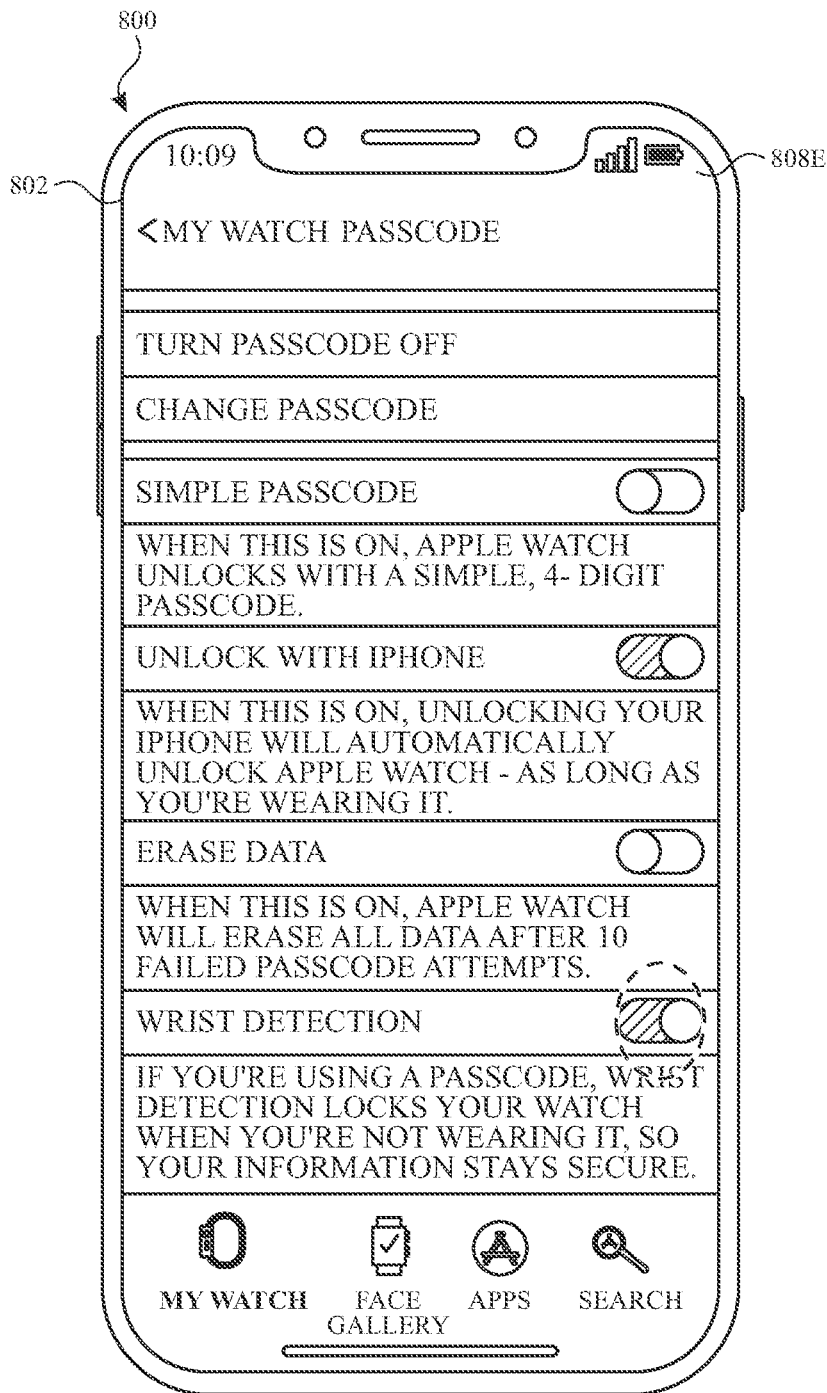 800
10:09
802
808E
<MY WATCH PASSCODE
TURN PASSCODE OFF
CHANGE PASSCODE
SIMPLE PASSCODE
WHEN THIS IS ON, APPLE WATCH
UNLOCKS WITH A SIMPLE, 4- DIGIT
PASSCODE.
UNLOCK WITH IPHONE
WHEN THIS IS ON, UNLOCKING YOUR
IPHONE WILL AUTOMATICALLY
UNLOCK APPLE WATCH - AS LONG AS
YOU'RE WEARING IT.
ERASE DATA
WHEN THIS IS ON, APPLE WATCH
WILL ERASE ALL DATA AFTER 10
FAILED PASSCODE ATTEMPTS.
WRIST DETECTION
IF YOU'RE USING A PASSCODE, WRIST
DETECTION LOCKS YOUR WATCH
WHEN YOU'RE NOT WEARING IT, SO
YOUR INFORMATION STAYS SECURE.
MY WATCH
FACE
GALLERY
APPS
SEARCH